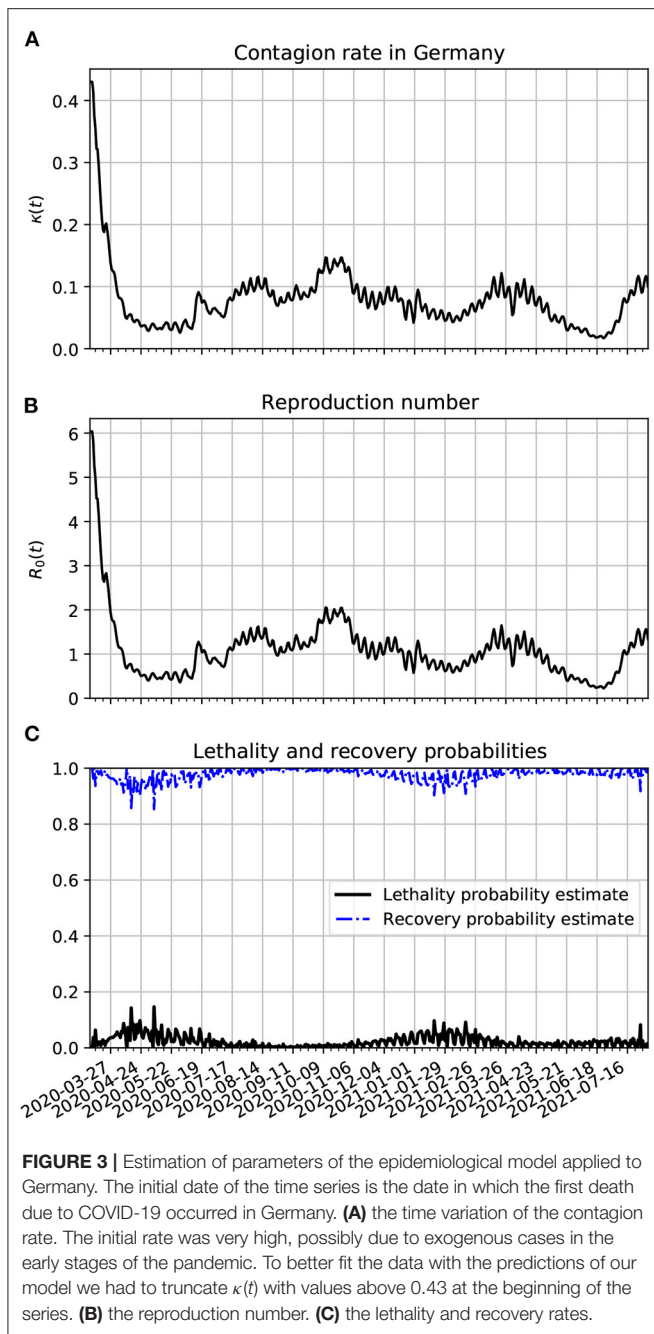 A
Contagion rate in Germany
κ(t)
0.4
0.3
0.2
0.1
0.0
B
Reproduction number
R₀(t)
6
5
4
3
2
1
0
C
Lethality and recovery probabilities
1.0
0.8
0.6
0.4
0.2
0.0
Lethality probability estimate
Recovery probability estimate
2020-03-27
2020-04-24
2020-05-22
2020-06-19
2020-07-17
2020-08-14
2020-09-11
2020-10-09
2020-11-06
2020-12-04
2021-01-01
2021-01-29
2021-02-26
2021-03-26
2021-04-23
2021-05-21
2021-06-18
2021-07-16
FIGURE 3 | Estimation of parameters of the epidemiological model applied to
Germany. The initial date of the time series is the date in which the first death
due to COVID-19 occurred in Germany. (A) the time variation of the contagion
rate. The initial rate was very high, possibly due to exogenous cases in the
early stages of the pandemic. To better fit the data with the predictions of our
model we had to truncate κ(t) with values above 0.43 at the beginning of the
series. (B) the reproduction number. (C) the lethality and recovery rates.